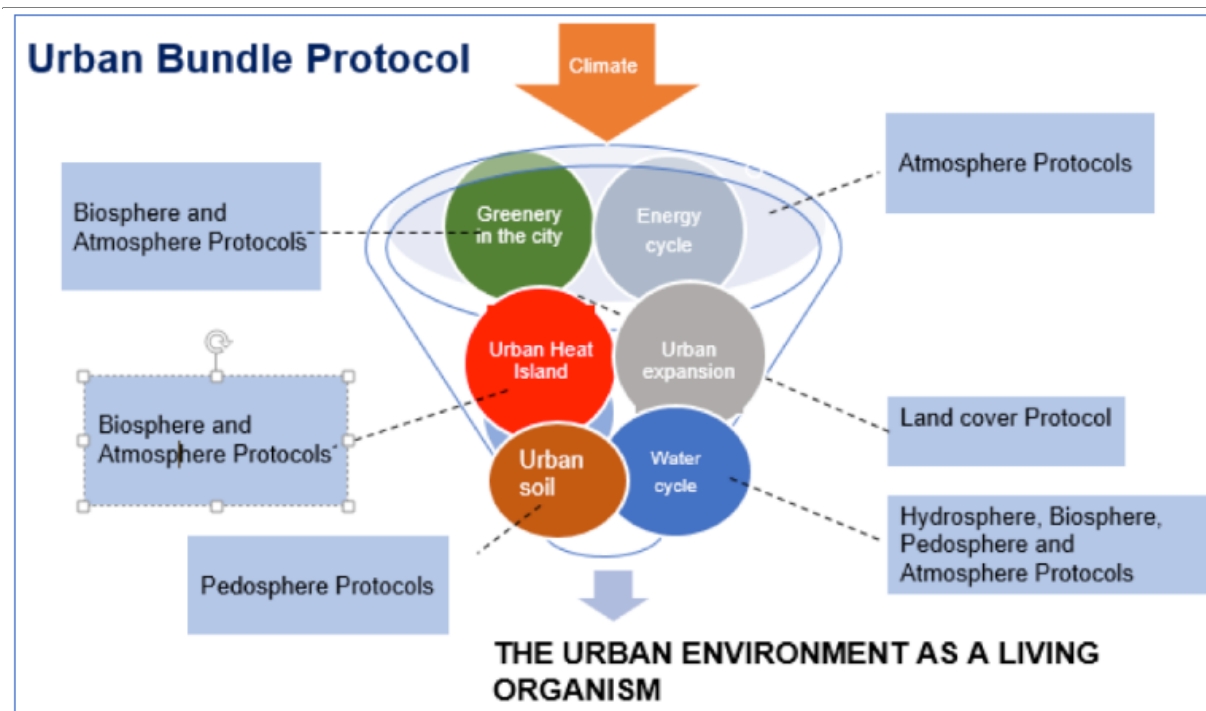 Urban Bundle Protocol
Climate
Atmosphere Protocols
Biosphere and
Atmosphere Protocols
Greenery
in the city
Energy
cycle
Urban Heat
Island
Urban
expansion
Biosphere and
Atmosphere Protocols
Land cover Protocol
Urban
soil
Water
cycle
Hydrosphere, Biosphere,
Pedosphere and
Atmosphere Protocols
Pedosphere Protocols
THE URBAN ENVIRONMENT AS A LIVING
ORGANISM